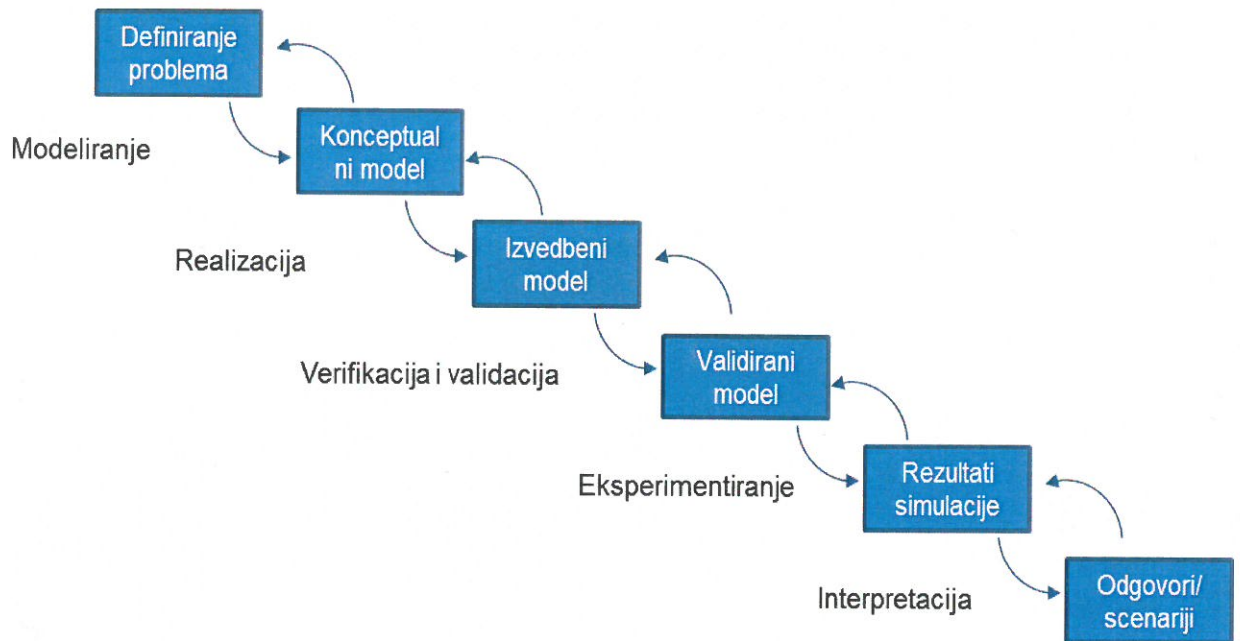 Definiranje
problema
Modeliranje
Konceptual
ni model
Realizacija
Izvedbeni
model
Verifikacija i validacija
Validirani
model
Eksperimentiranje
Rezultati
simulacije
Interpretacija
Odgovori/
scenariji